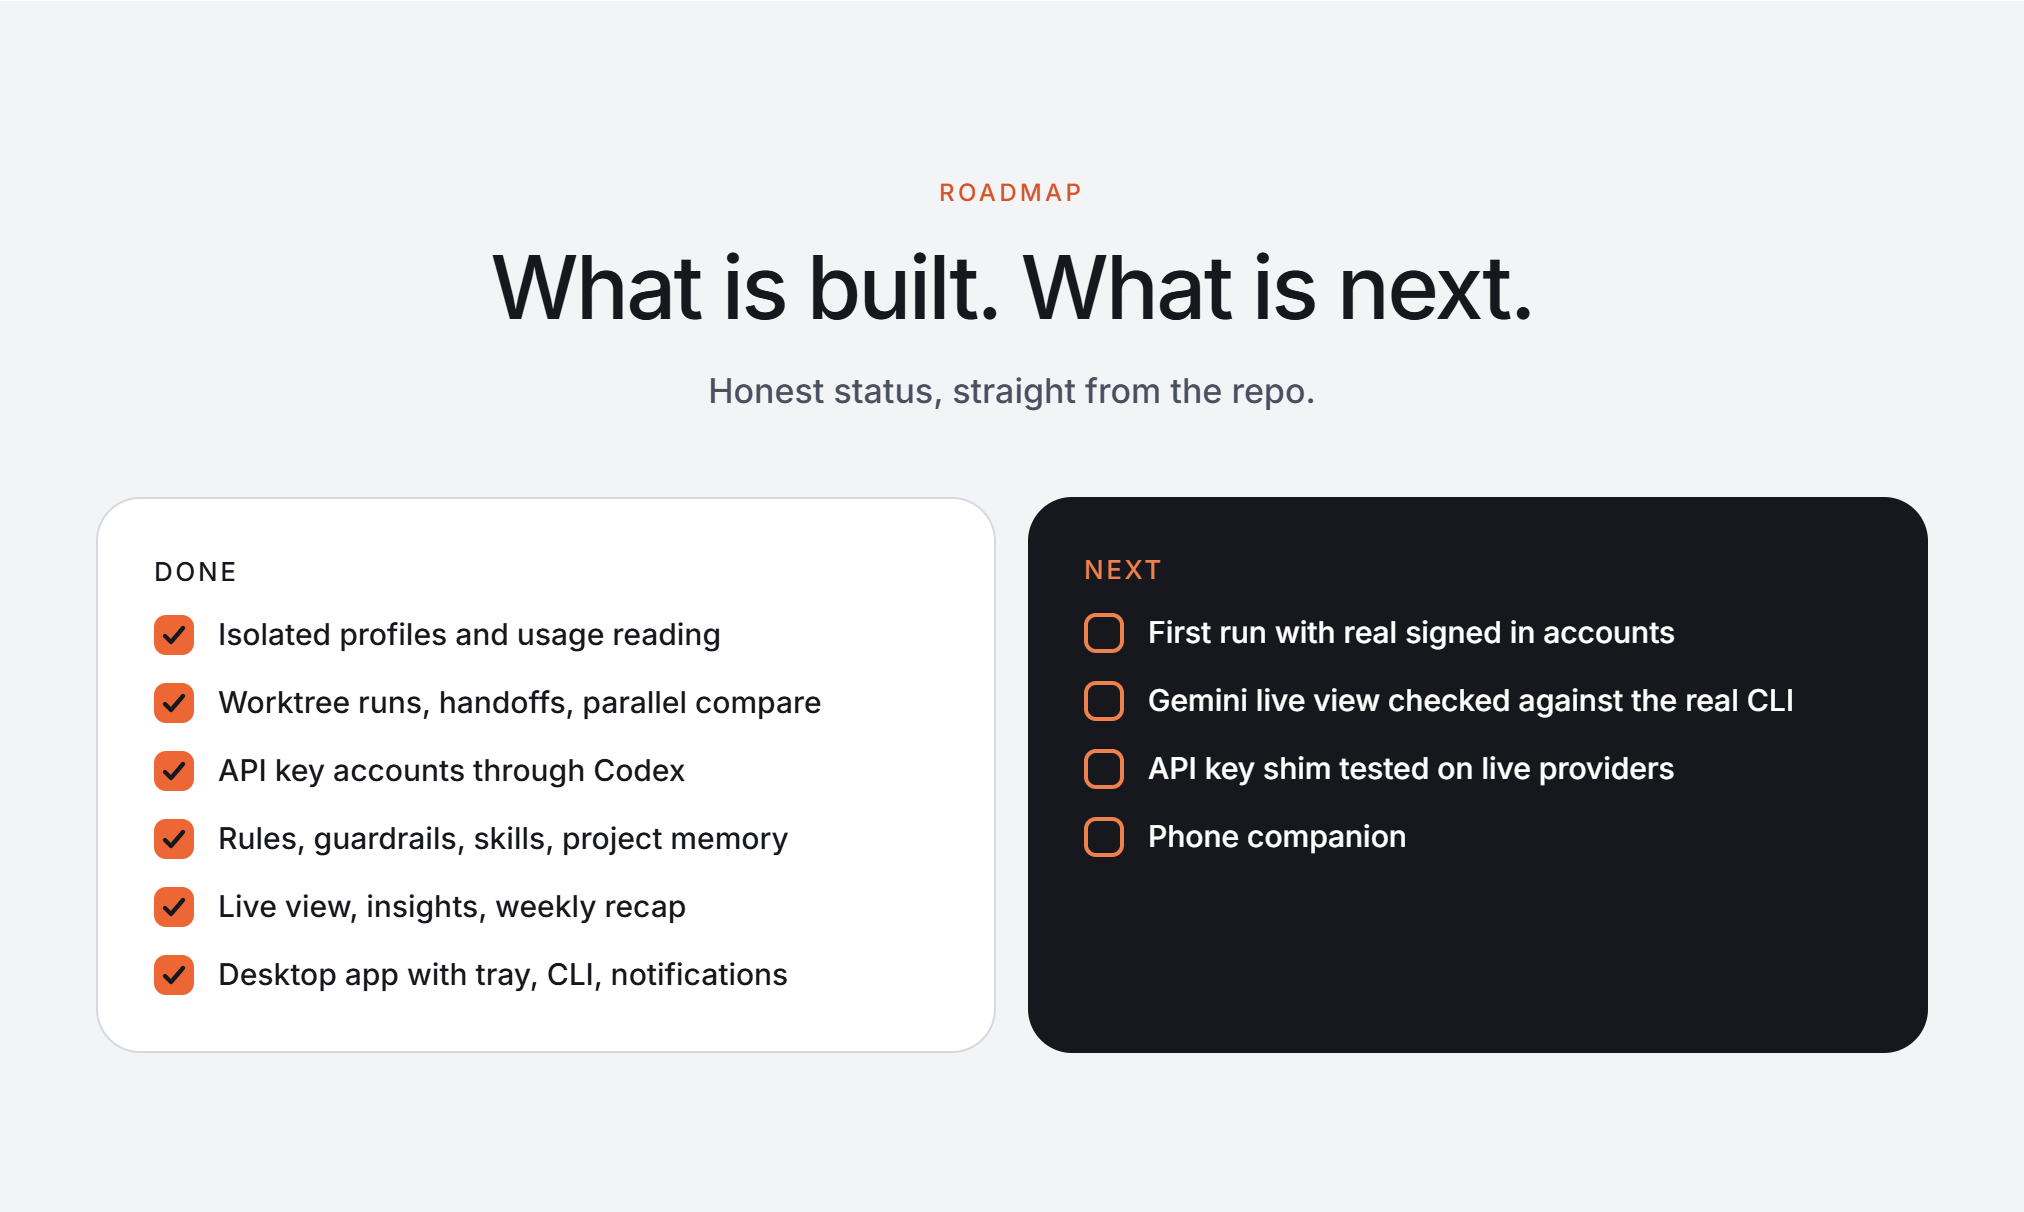 ROADMAP
What is built. What is next.
Honest status, straight from the repo.
DONE
Isolated profiles and usage reading
Worktree runs, handoffs, parallel compare
API key accounts through Codex
Rules, guardrails, skills, project memory
Live view, insights, weekly recap
Desktop app with tray, CLI, notifications
NEXT
First run with real signed in accounts
Gemini live view checked against the real CLI
API key shim tested on live providers
Phone companion